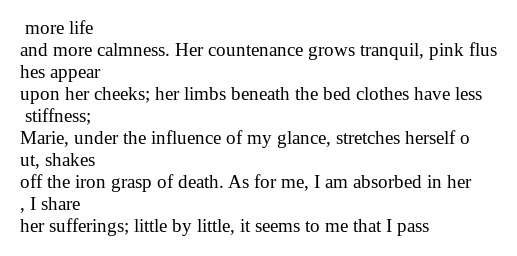 more life
and more calmness. Her countenance grows tranquil, pink flus
hes appear
upon her cheeks; her limbs beneath the bed clothes have less
stiffness;
Marie, under the influence of my glance, stretches herself o
ut, shakes
off the iron grasp of death. As for me, I am absorbed in her
, I share
her sufferings; little by little, it seems to me that I pass